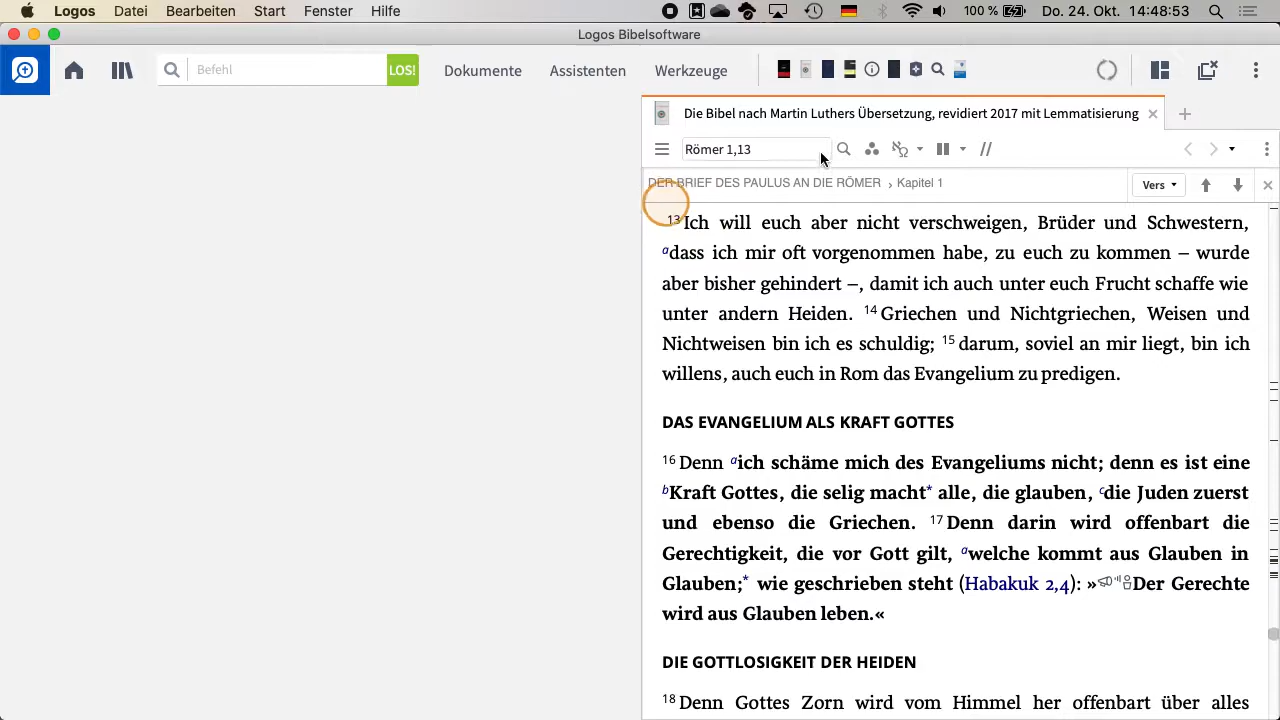 Logos Datei Bearbeiten Start Fenster Hilfe 100 % Do. 24. Okt. 14:48:53
Logos Bibelsoftware
Befehl LOS! Dokumente Assistenten Werkzeuge
Die Bibel nach Martin Luthers Übersetzung, revidiert 2017 mit Lemmatisierung
Römer 1,13
DER BRIEF DES PAULUS AN DIE RÖMER › Kapitel 1 Vers
13 Ich will euch aber nicht verschweigen, Brüder und Schwestern,
a dass ich mir oft vorgenommen habe, zu euch zu kommen – wurde
aber bisher gehindert –, damit ich auch unter euch Frucht schaffe wie
unter andern Heiden. 14 Griechen und Nichtgriechen, Weisen und
Nichtweisen bin ich es schuldig; 15 darum, soviel an mir liegt, bin ich
willens, auch euch in Rom das Evangelium zu predigen.
DAS EVANGELIUM ALS KRAFT GOTTES
16 Denn a ich schäme mich des Evangeliums nicht; denn es ist eine
b Kraft Gottes, die selig macht* alle, die glauben, c die Juden zuerst
und ebenso die Griechen. 17 Denn darin wird offenbart die
Gerechtigkeit, die vor Gott gilt, a welche kommt aus Glauben in
Glauben;* wie geschrieben steht (Habakuk 2,4): »Der Gerechte
wird aus Glauben leben.«
DIE GOTTLOSIGKEIT DER HEIDEN
18 Denn Gottes Zorn wird vom Himmel her offenbart über alles